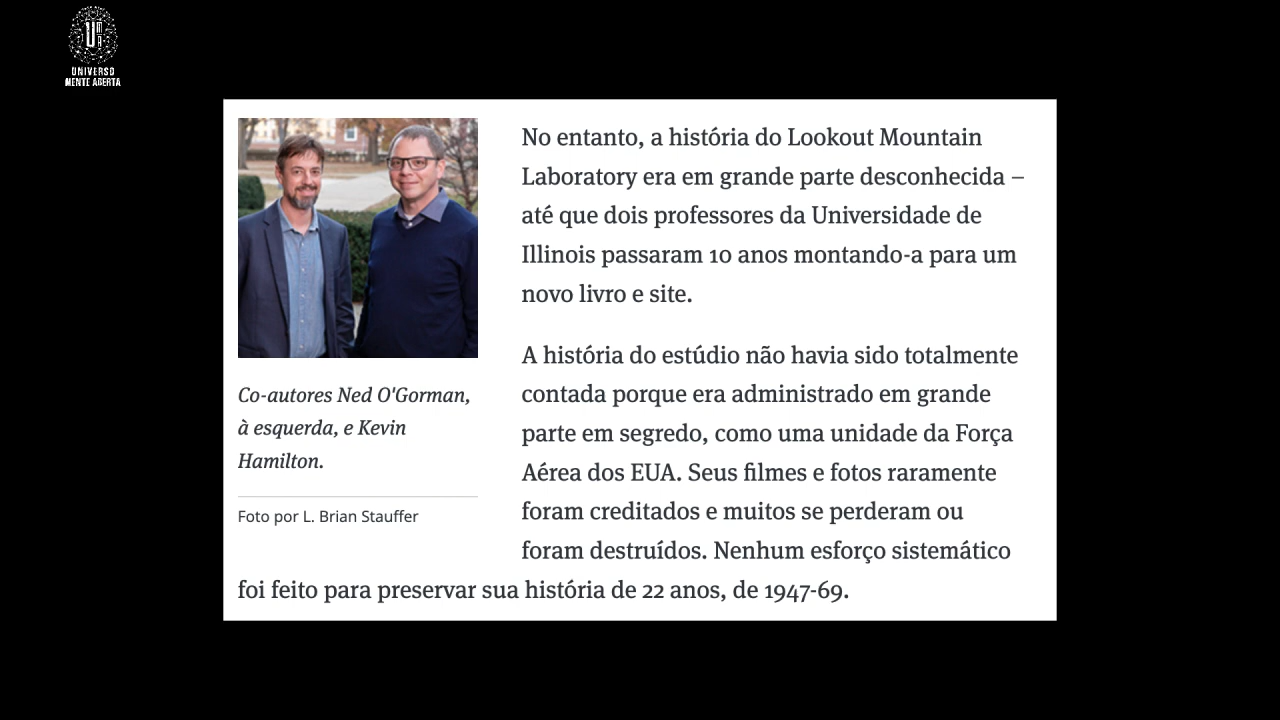 UMA
UNIVERSO
MENTE ABERTA
No entanto, a história do Lookout Mountain
Laboratory era em grande parte desconhecida –
até que dois professores da Universidade de
Illinois passaram 10 anos montando-a para um
novo livro e site.
A história do estúdio não havia sido totalmente
contada porque era administrado em grande
parte em segredo, como uma unidade da Força
Aérea dos EUA. Seus filmes e fotos raramente
foram creditados e muitos se perderam ou
foram destruídos. Nenhum esforço sistemático
foi feito para preservar sua história de 22 anos, de 1947-69.
Co-autores Ned O'Gorman,
à esquerda, e Kevin
Hamilton.
Foto por L. Brian Stauffer